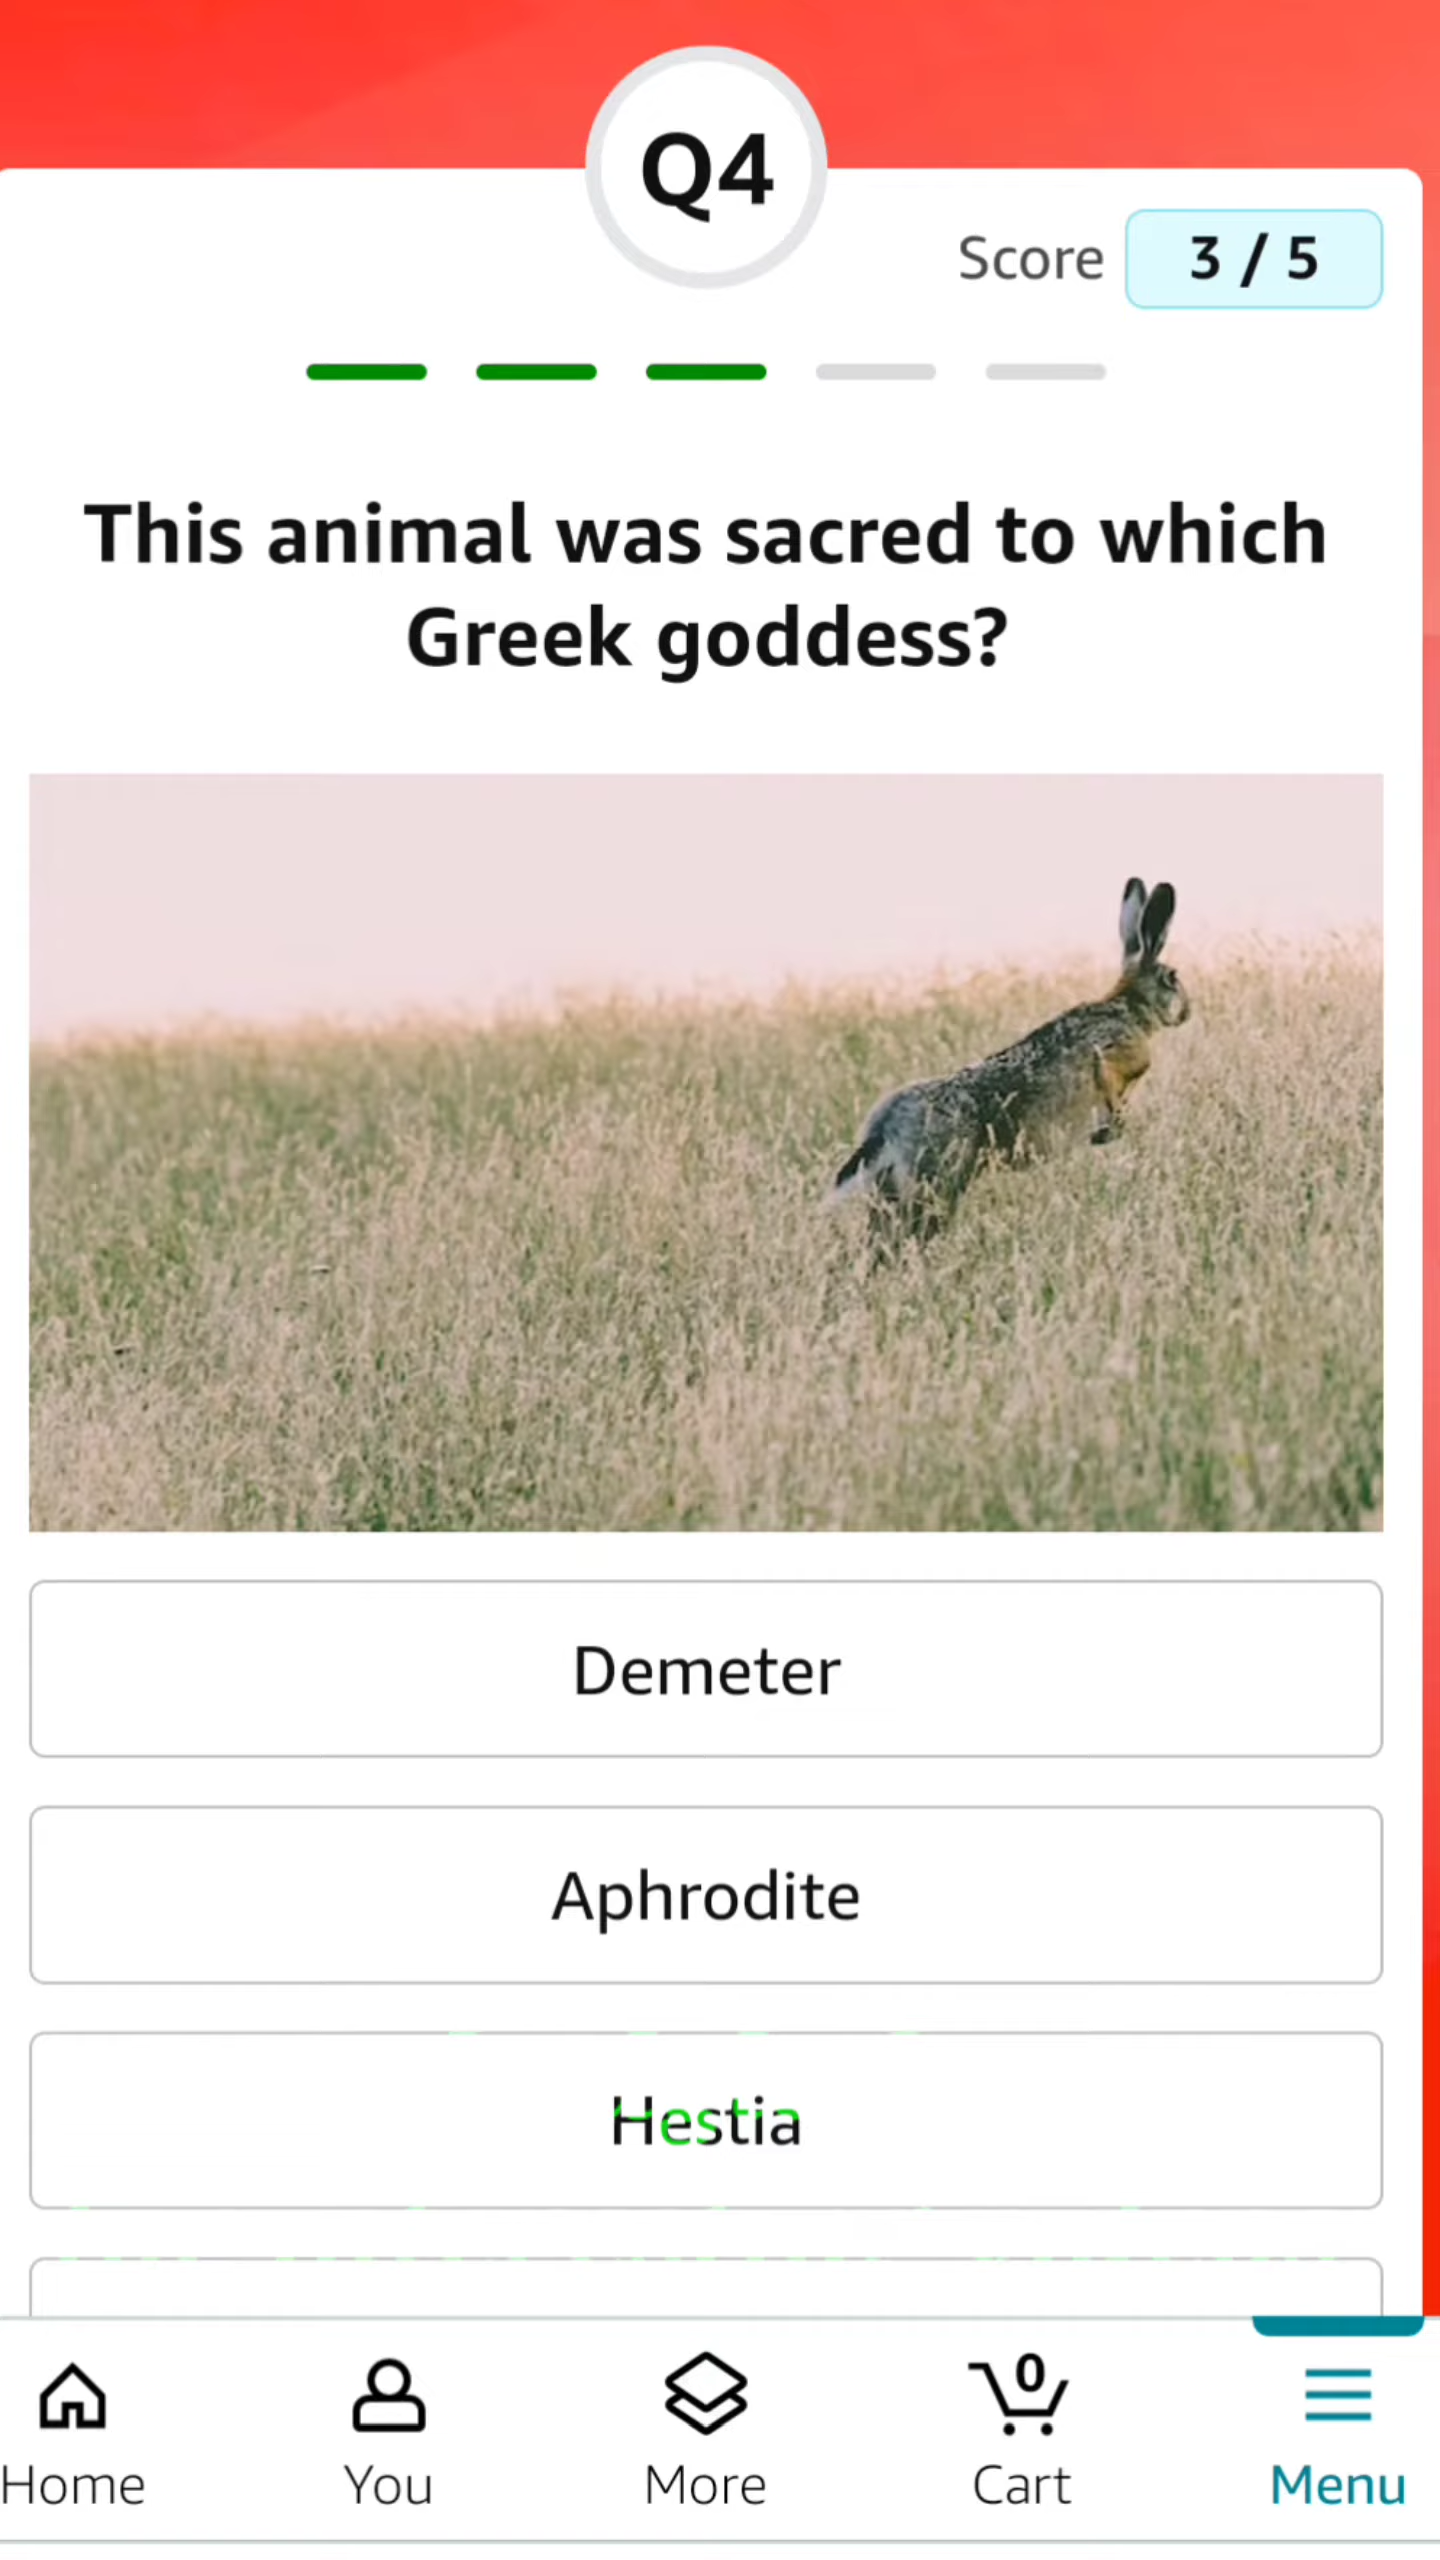 Q4
Score 3 / 5
This animal was sacred to which
Greek goddess?
Demeter
Aphrodite
Hestia
0
Home You More Cart Menu